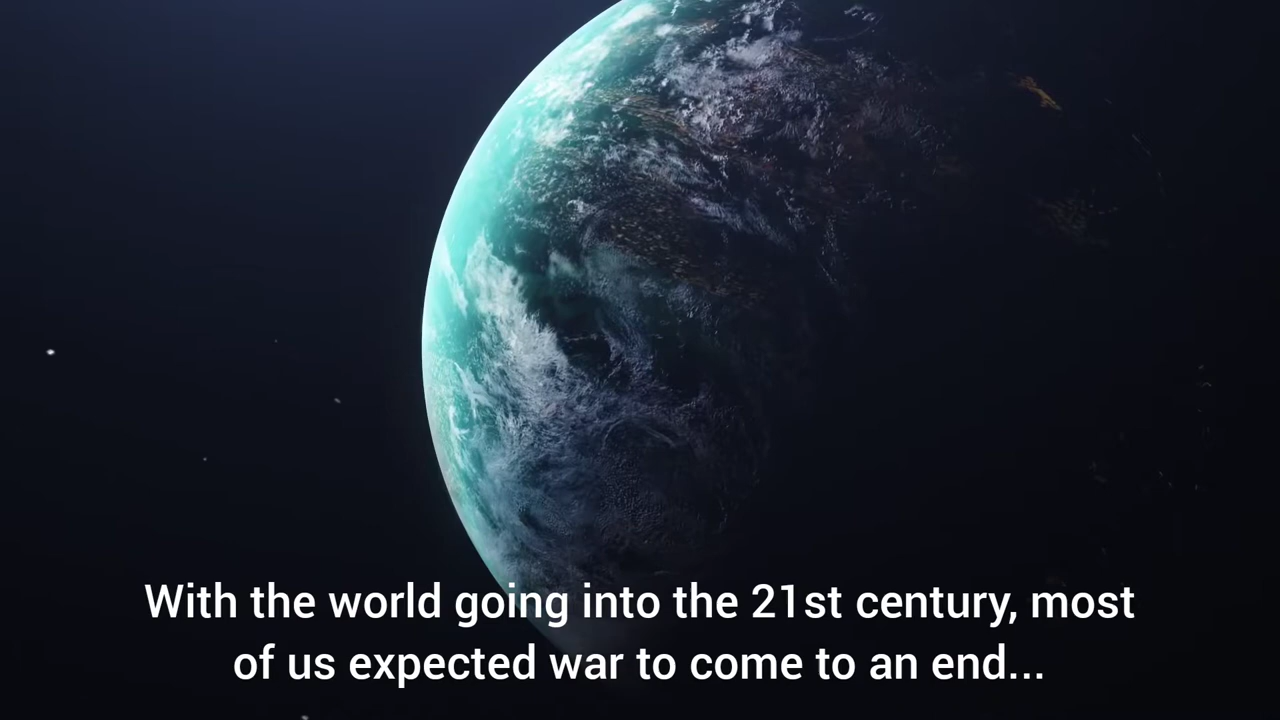 With the world going into the 21st century, most
of us expected war to come to an end...